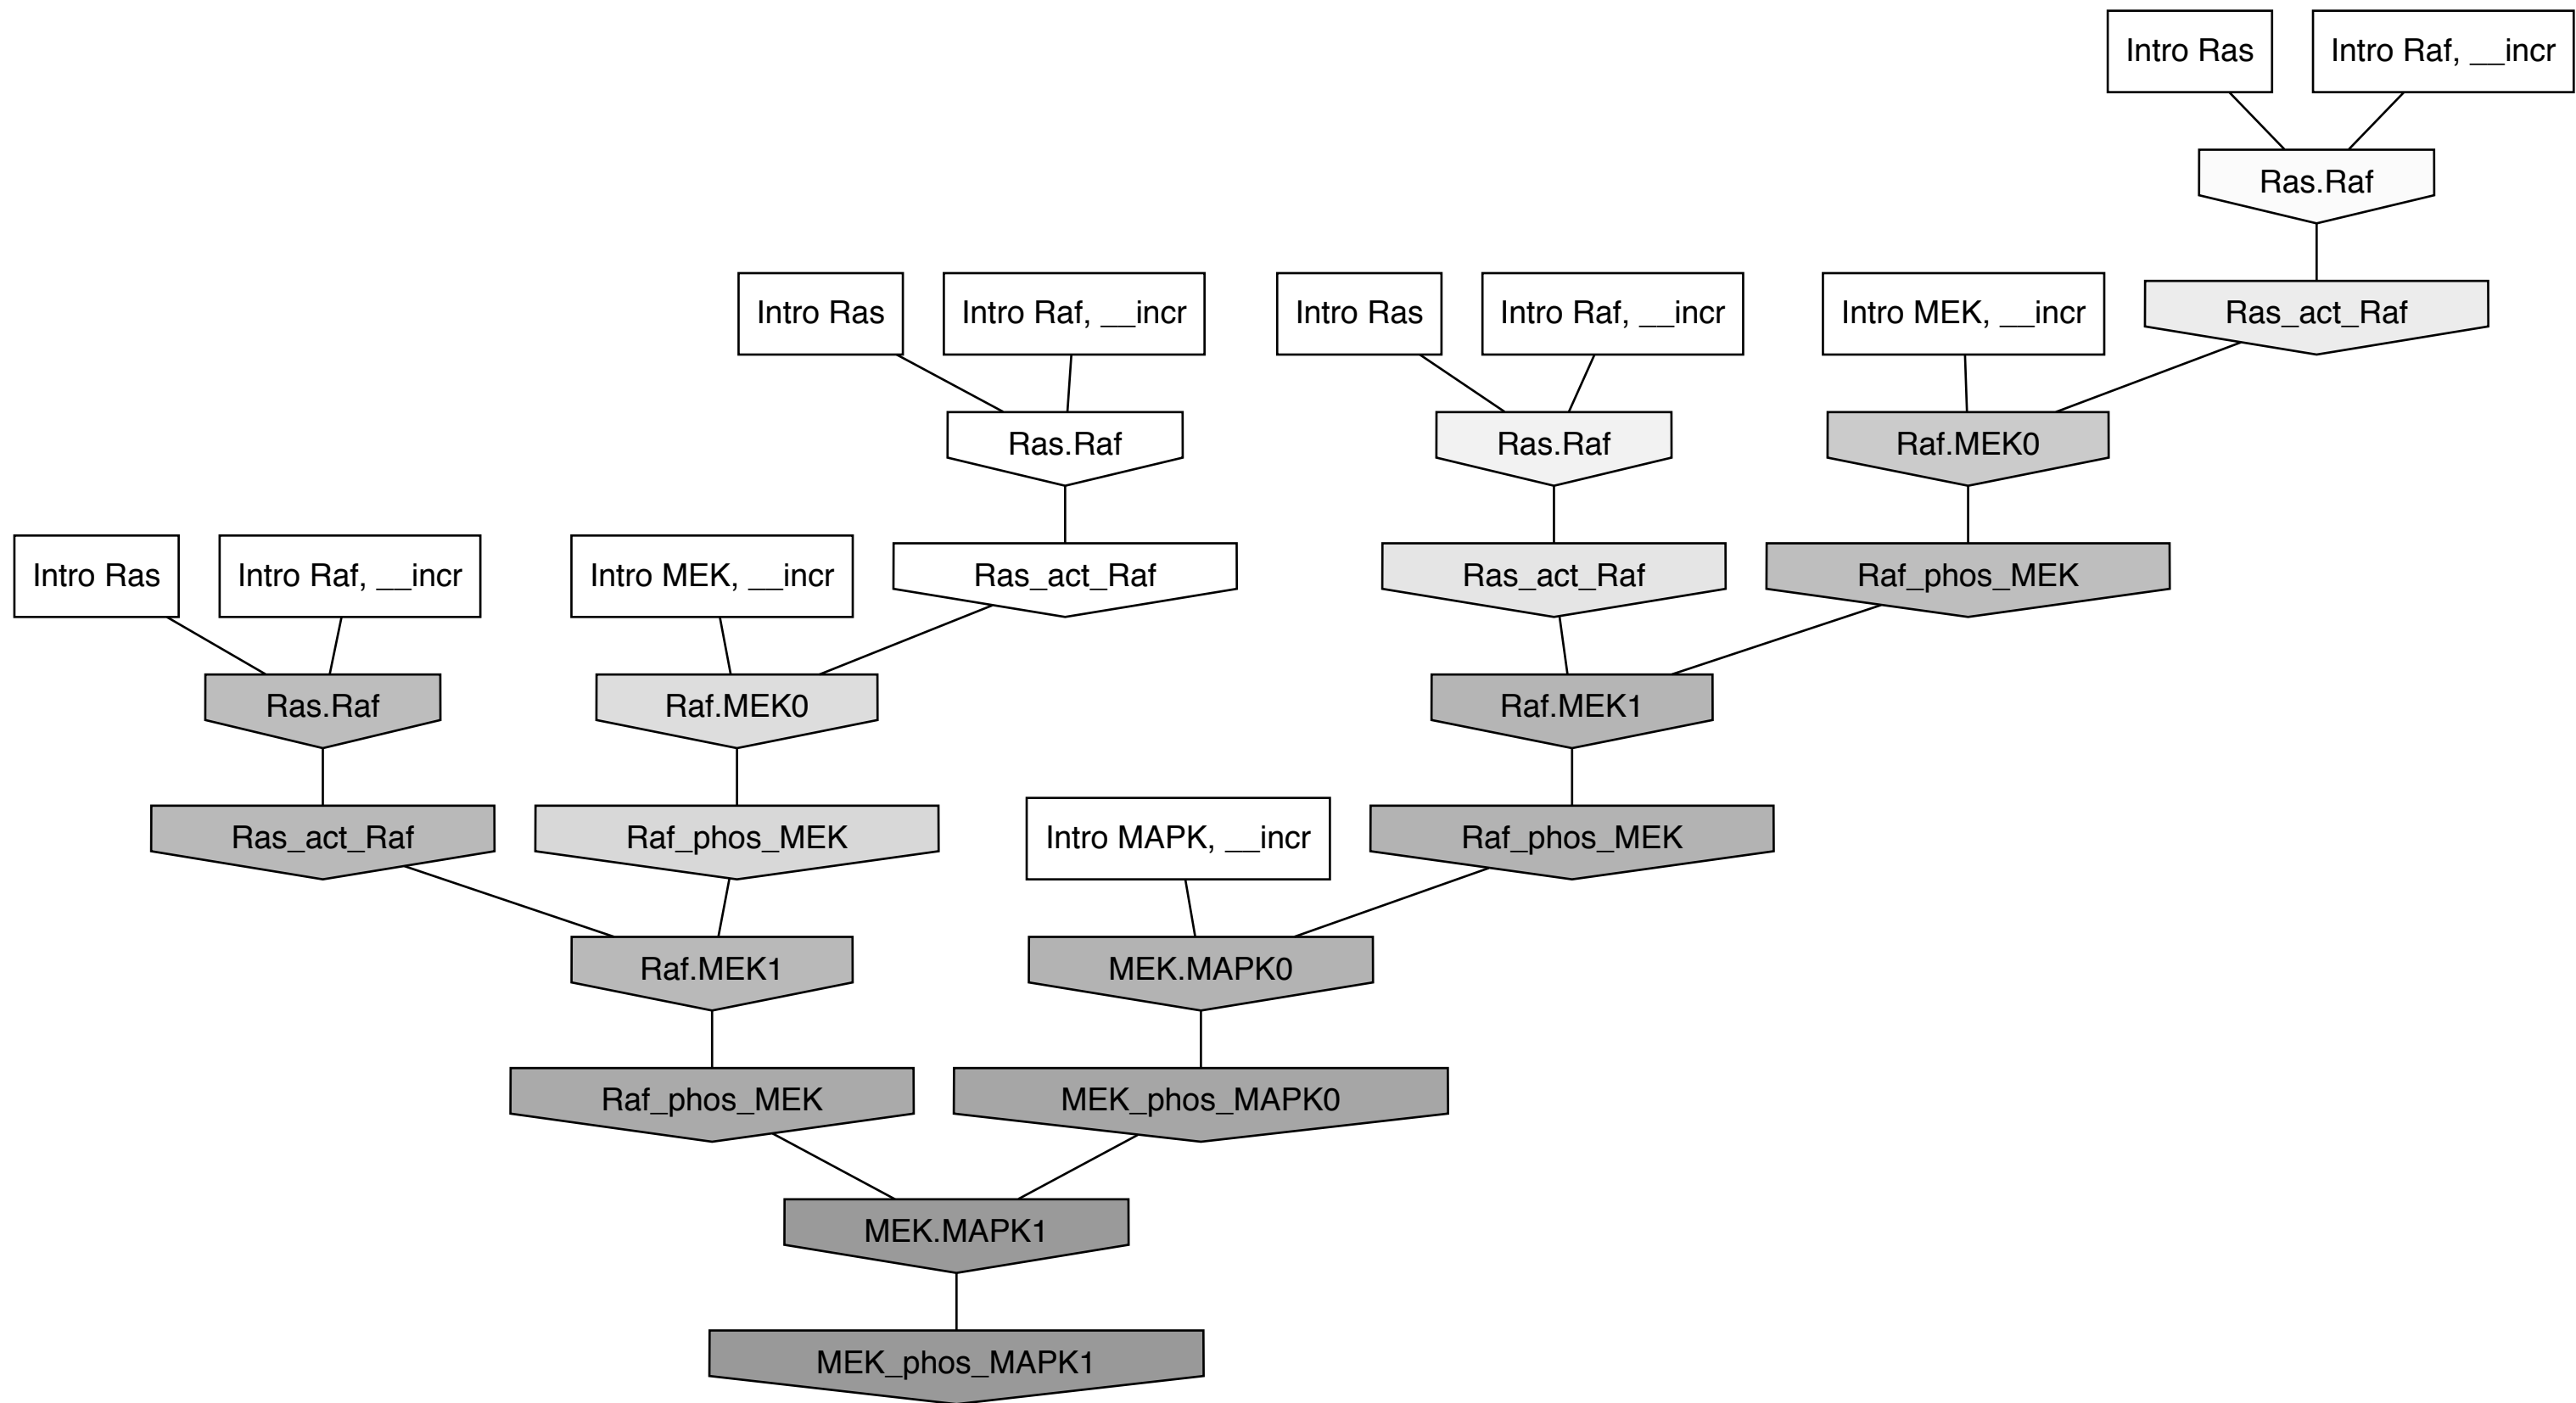 Intro Ras
Intro Raf, __incr
Ras.Raf
Intro Ras
Intro Raf, __incr
Intro Ras
Intro Raf, __incr
Intro MEK, __incr
Ras_act_Raf
Ras.Raf
Ras.Raf
Raf.MEK0
Intro Ras
Intro Raf, __incr
Intro MEK, __incr
Ras_act_Raf
Ras_act_Raf
Raf_phos_MEK
Ras.Raf
Raf.MEK0
Raf.MEK1
Ras_act_Raf
Raf_phos_MEK
Intro MAPK, __incr
Raf_phos_MEK
Raf.MEK1
MEK.MAPK0
Raf_phos_MEK
MEK_phos_MAPK0
MEK.MAPK1
MEK_phos_MAPK1